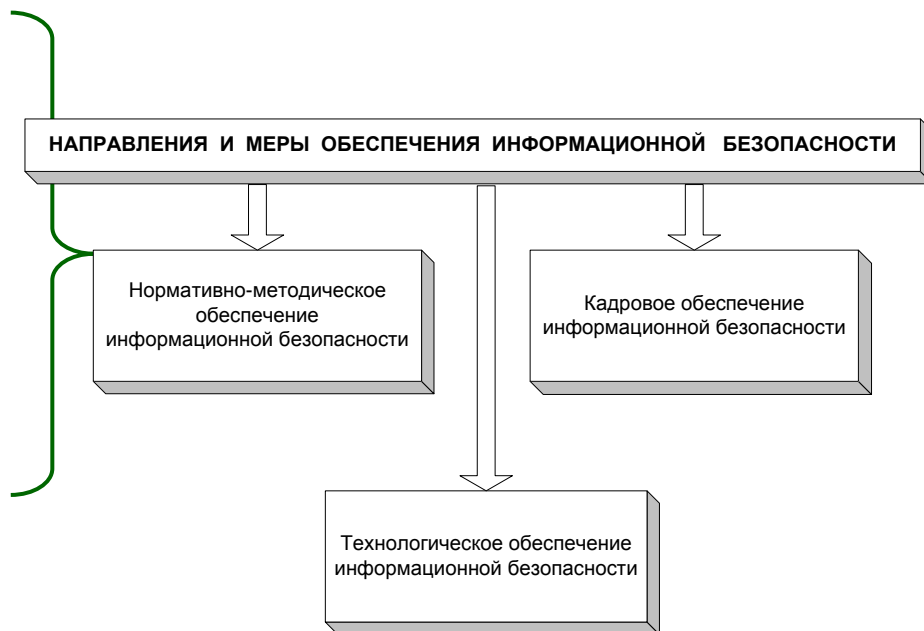 НАПРАВЛЕНИЯ И МЕРЫ ОБЕСПЕЧЕНИЯ ИНФОРМАЦИОННОЙ БЕЗОПАСНОСТИ
Нормативно-методическое
обеспечение
информационной безопасности
Кадровое обеспечение
информационной безопасности
Технологическое обеспечение
информационной безопасности